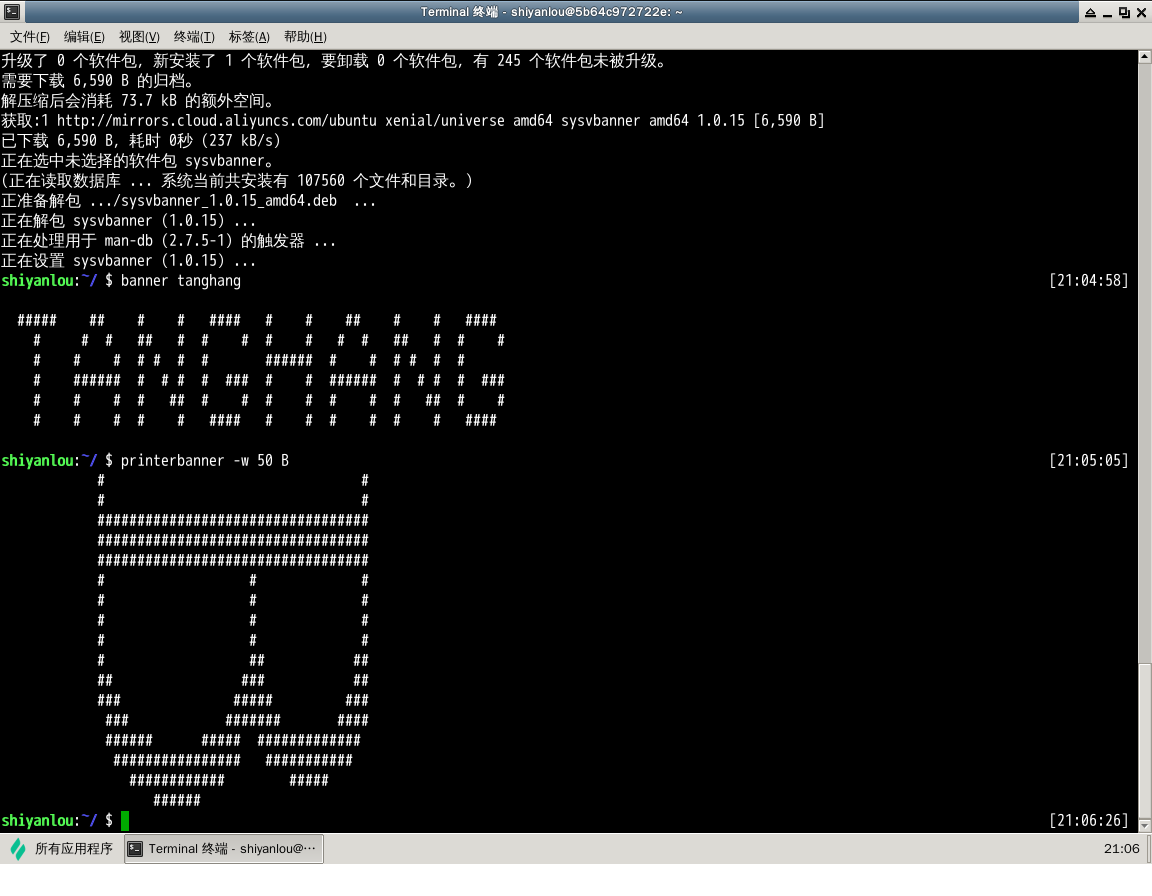 Terminal 终端 - shiyanlou@5b64c972722e: ~
文件(F) 编辑(E) 视图(V) 终端(T) 标签(A) 帮助(H)
升级了 0 个软件包, 新安装了 1 个软件包, 要卸载 0 个软件包, 有 245 个软件包未被升级。
需要下载 6,590 B 的归档。
解压缩后会消耗 73.7 kB 的额外空间。
获取:1 http://mirrors.cloud.aliyuncs.com/ubuntu xenial/universe amd64 sysvbanner amd64 1.0.15 [6,590 B]
已下载 6,590 B, 耗时 0秒 (237 kB/s)
正在选中未选择的软件包 sysvbanner。
(正在读取数据库 ... 系统当前共安装有 107560 个文件和目录。)
正准备解包 .../sysvbanner_1.0.15_amd64.deb  ...
正在解包 sysvbanner (1.0.15) ...
正在处理用于 man-db (2.7.5-1) 的触发器 ...
正在设置 sysvbanner (1.0.15) ...
shiyanlou:~/ $ banner tanghang [21:04:58]
TANGHANG
shiyanlou:~/ $ printerbanner -w 50 B [21:05:05]
B
shiyanlou:~/ $ [21:06:26]
所有应用程序 Terminal 终端 - shiyanlou@··· 21:06